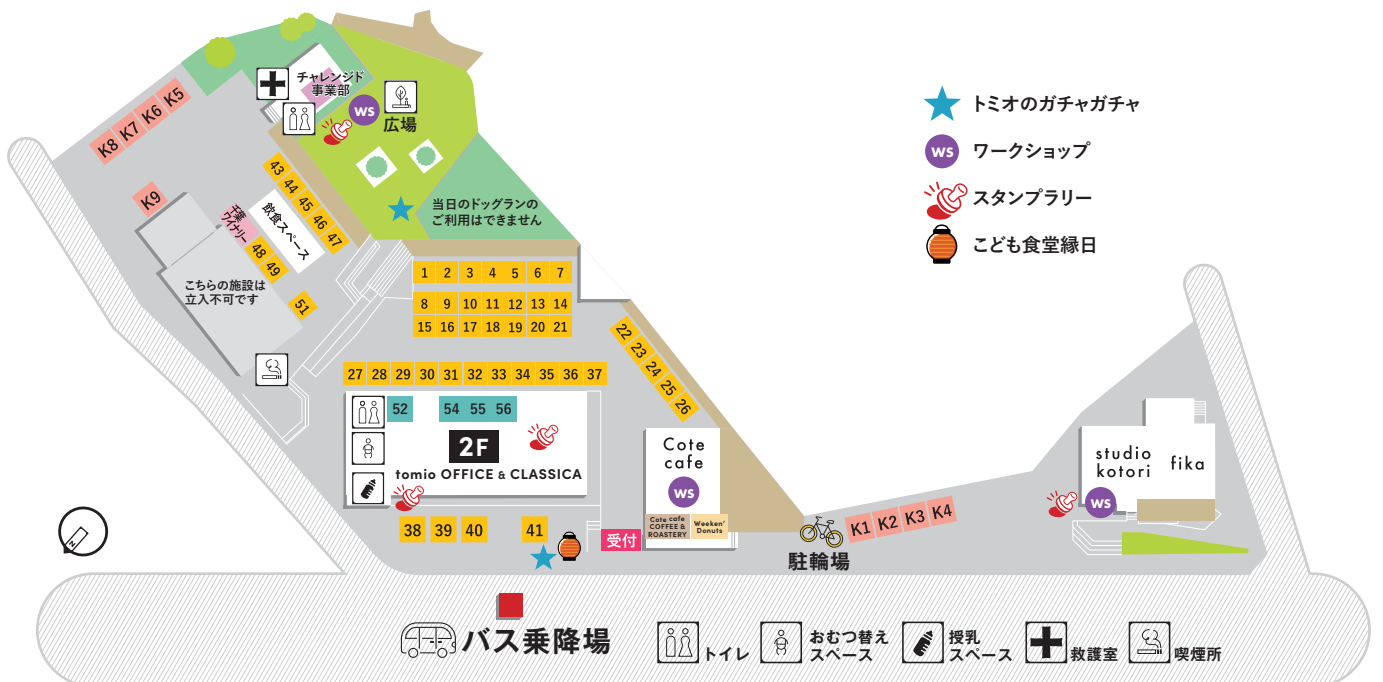 チャレンジド
事業部
WS
広場
K5
K6
K7
K8
K9
43
44
45
46
47
飲食スペース
千葉
ワイナリー
48
49
51
こちらの施設は
立入不可です
当日のドッグランの
ご利用はできません
トミオのガチャガチャ
WS ワークショップ
スタンプラリー
こども食堂縁日
1 2 3 4 5 6 7
8 9 10 11 12 13 14
15 16 17 18 19 20 21
22
23
24
25
26
27 28 29 30 31 32 33 34 35 36 37
52 54 55 56
2F
tomio OFFICE & CLASSICA
38 39 40 41
受付
Cote
cafe
WS
Cote cafe
COFFEE &
ROASTERY
Weeken'
Donuts
駐輪場
K1 K2 K3 K4
studio
kotori
fika
WS
N
バス乗降場
トイレ
おむつ替え
スペース
授乳
スペース
救護室
喫煙所